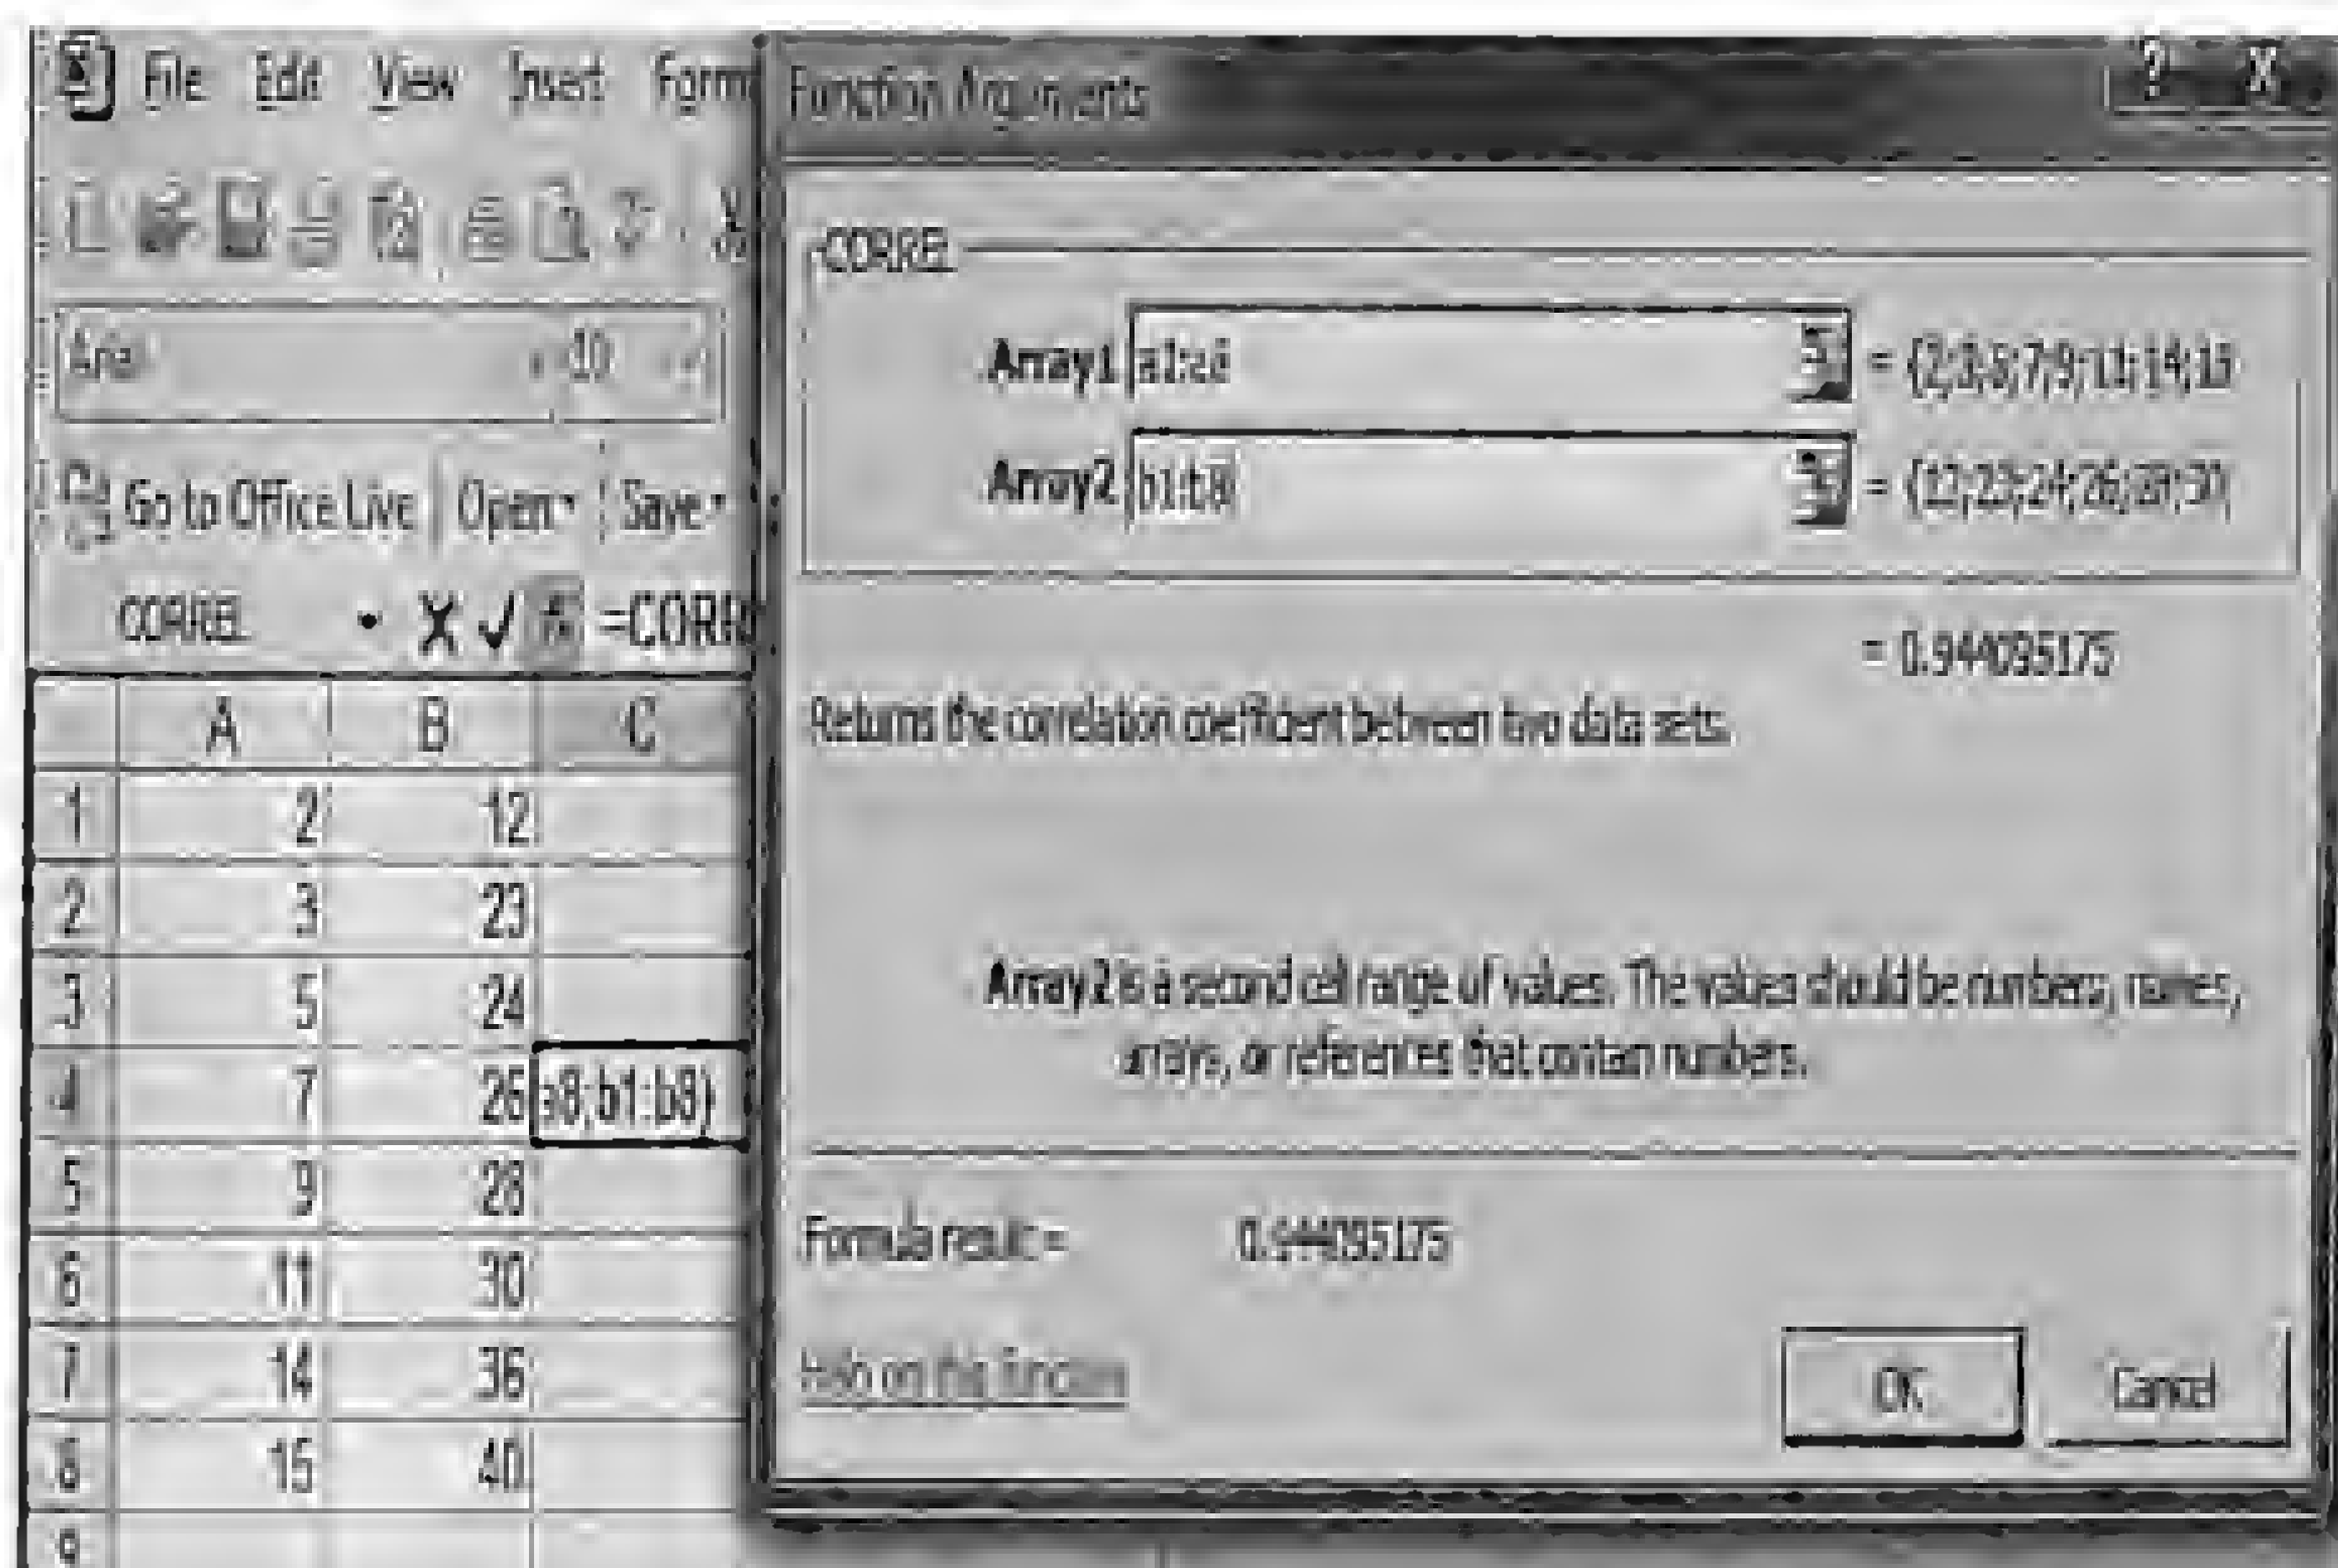 File Edit View Insert Form
Function Arguments
? X
CORREL
Array1 a1:a8 = {2;3;5;7;9;11;14;15
Array2 b1:b8 = {12;23;24;26;28;30;
Arial 10
Go to Office Live Open Save
CORREL X fx =CORR
= 0.944095175
Returns the correlation coefficient between two data sets.
A B C
1 2 12
2 3 23
3 5 24
4 7 26 a8;b1:b8)
5 9 28
6 11 30
7 14 36
8 15 40
9
Array2 is a second cell range of values. The values should be numbers, names,
arrays, or references that contain numbers.
Formula result = 0.944095175
Help on this function
OK Cancel